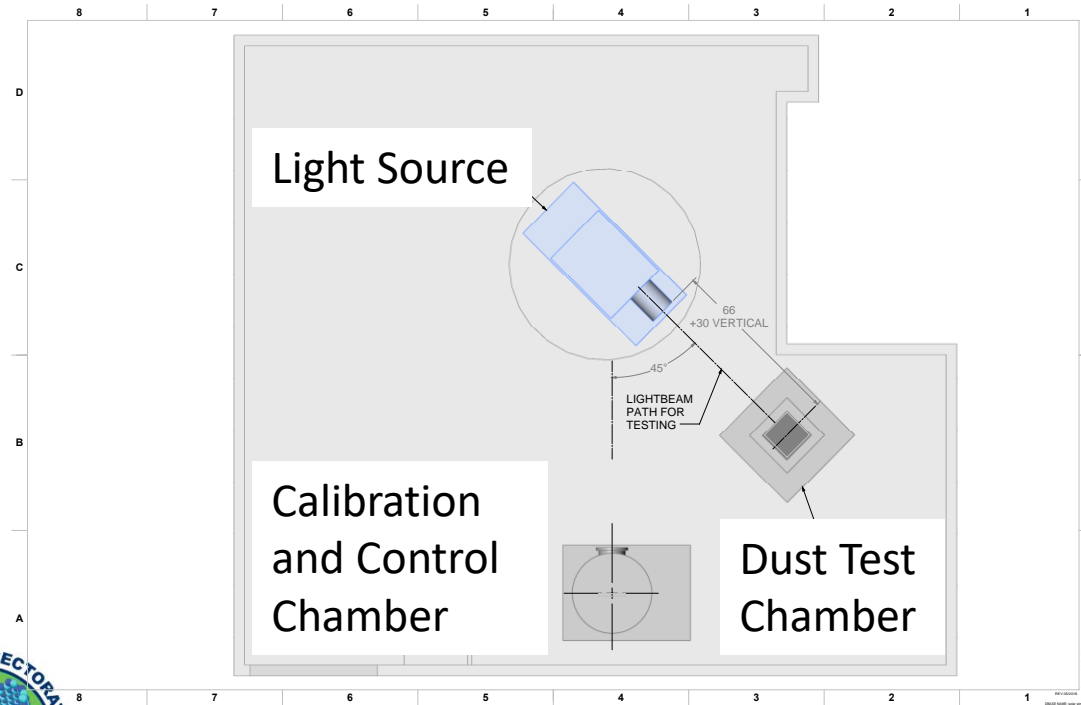 8 7 6 5 4 3 2 1
D
Light Source
C
66
+30 VERTICAL
45°
LIGHTBEAM
PATH FOR
TESTING
B
Calibration
and Control
Chamber
Dust Test
Chamber
A
8 7 6 5 4 3 2 1